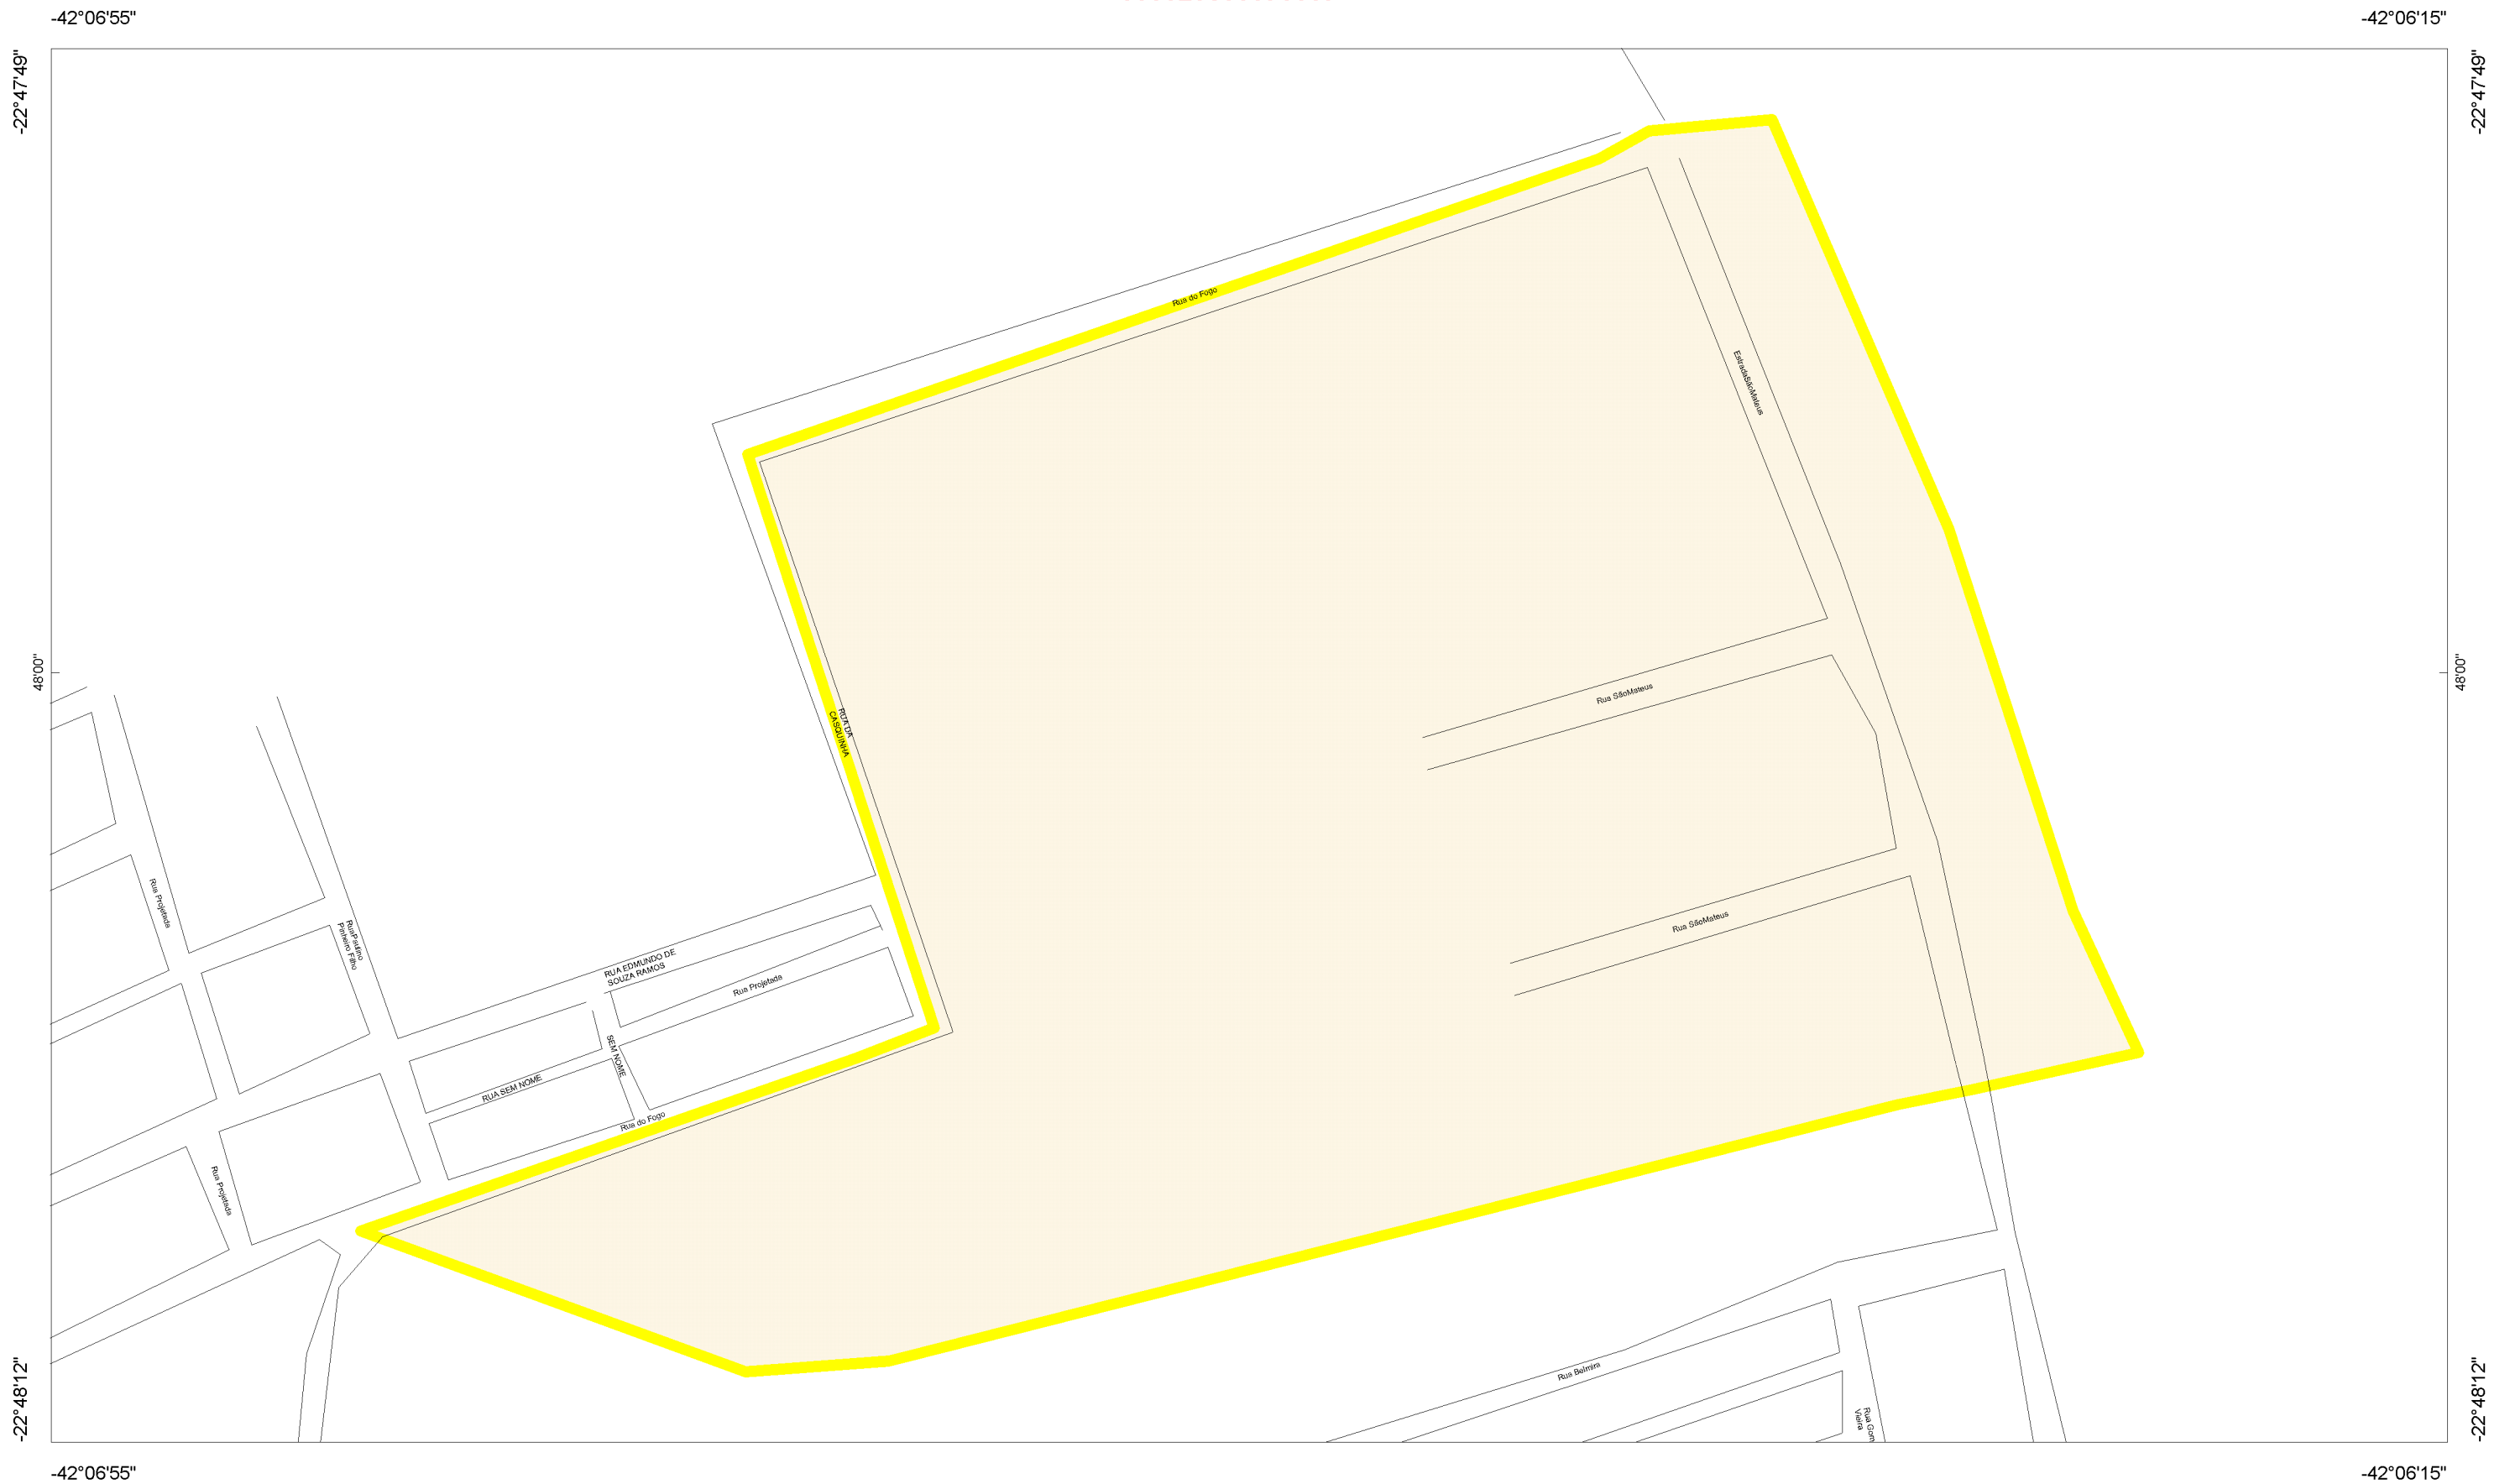 -42°06'55"
-42°06'15"
-22°47'49"
-22°47'49"
Rua do Fogo
EstradaSãoMateus
48'00"
48'00"
Rua SãoMateus
RUA DA
CASQUINHA
Rua Projetada
RuaPaulino
Pinheiro Filho
Rua SãoMateus
RUA EDMUNDO DE
SOUZA RAMOS
Rua Projetada
SEM NOME
RUA SEM NOME
Rua do Fogo
Rua Projetada
Rua Belmira
Rua Gom
Vieira
-22°48'12"
-22°48'12"
-42°06'55"
-42°06'15"